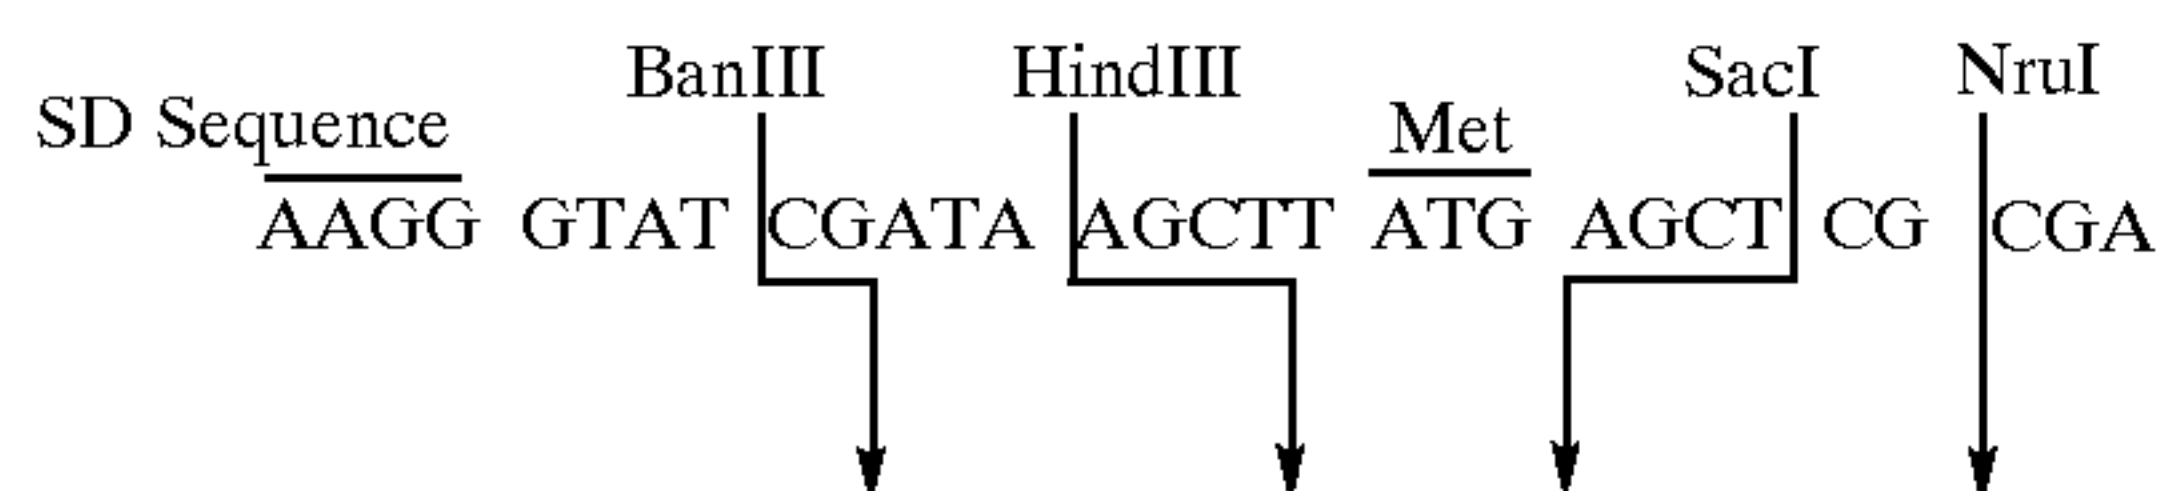 BanIII HindIII SacI NruI
SD Sequence Met
AAGG GTAT CGATA AGCTT ATG AGCT CG CGA